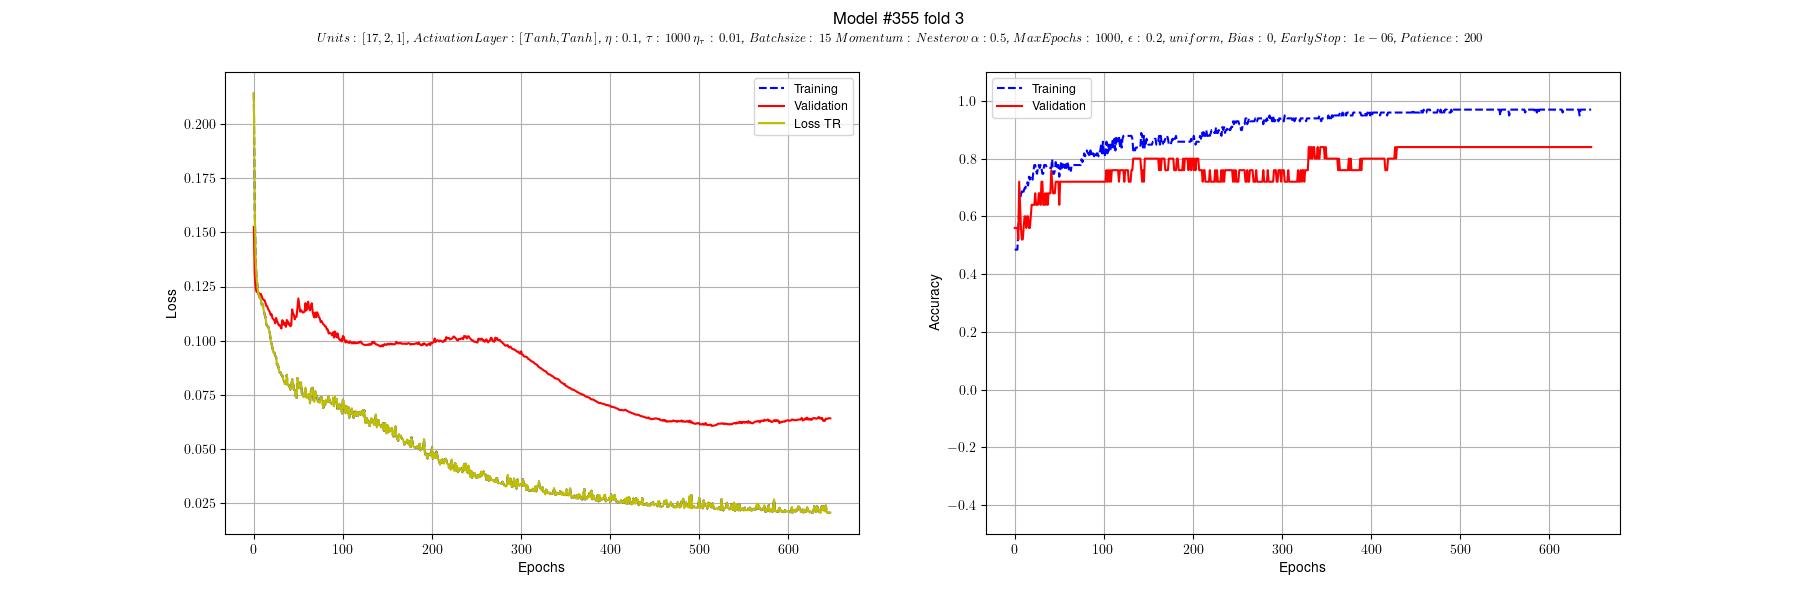 Model #355 fold 3
Units : [17, 2, 1], ActivationLayer : [Tanh, Tanh], η : 0.1, τ : 1000 ητ : 0.01, Batchsize : 15 Momentum : Nesterov α : 0.5, MaxEpochs : 1000, ϵ : 0.2, uniform, Bias : 0, EarlyStop : 1e − 06, Patience : 200
Training
Validation
Loss TR
0.200
0.175
0.150
0.125
0.100
0.075
0.050
0.025
Loss
0 100 200 300 400 500 600
Epochs
Training
Validation
1.0
0.8
0.6
0.4
0.2
0.0
−0.2
−0.4
Accuracy
0 100 200 300 400 500 600
Epochs